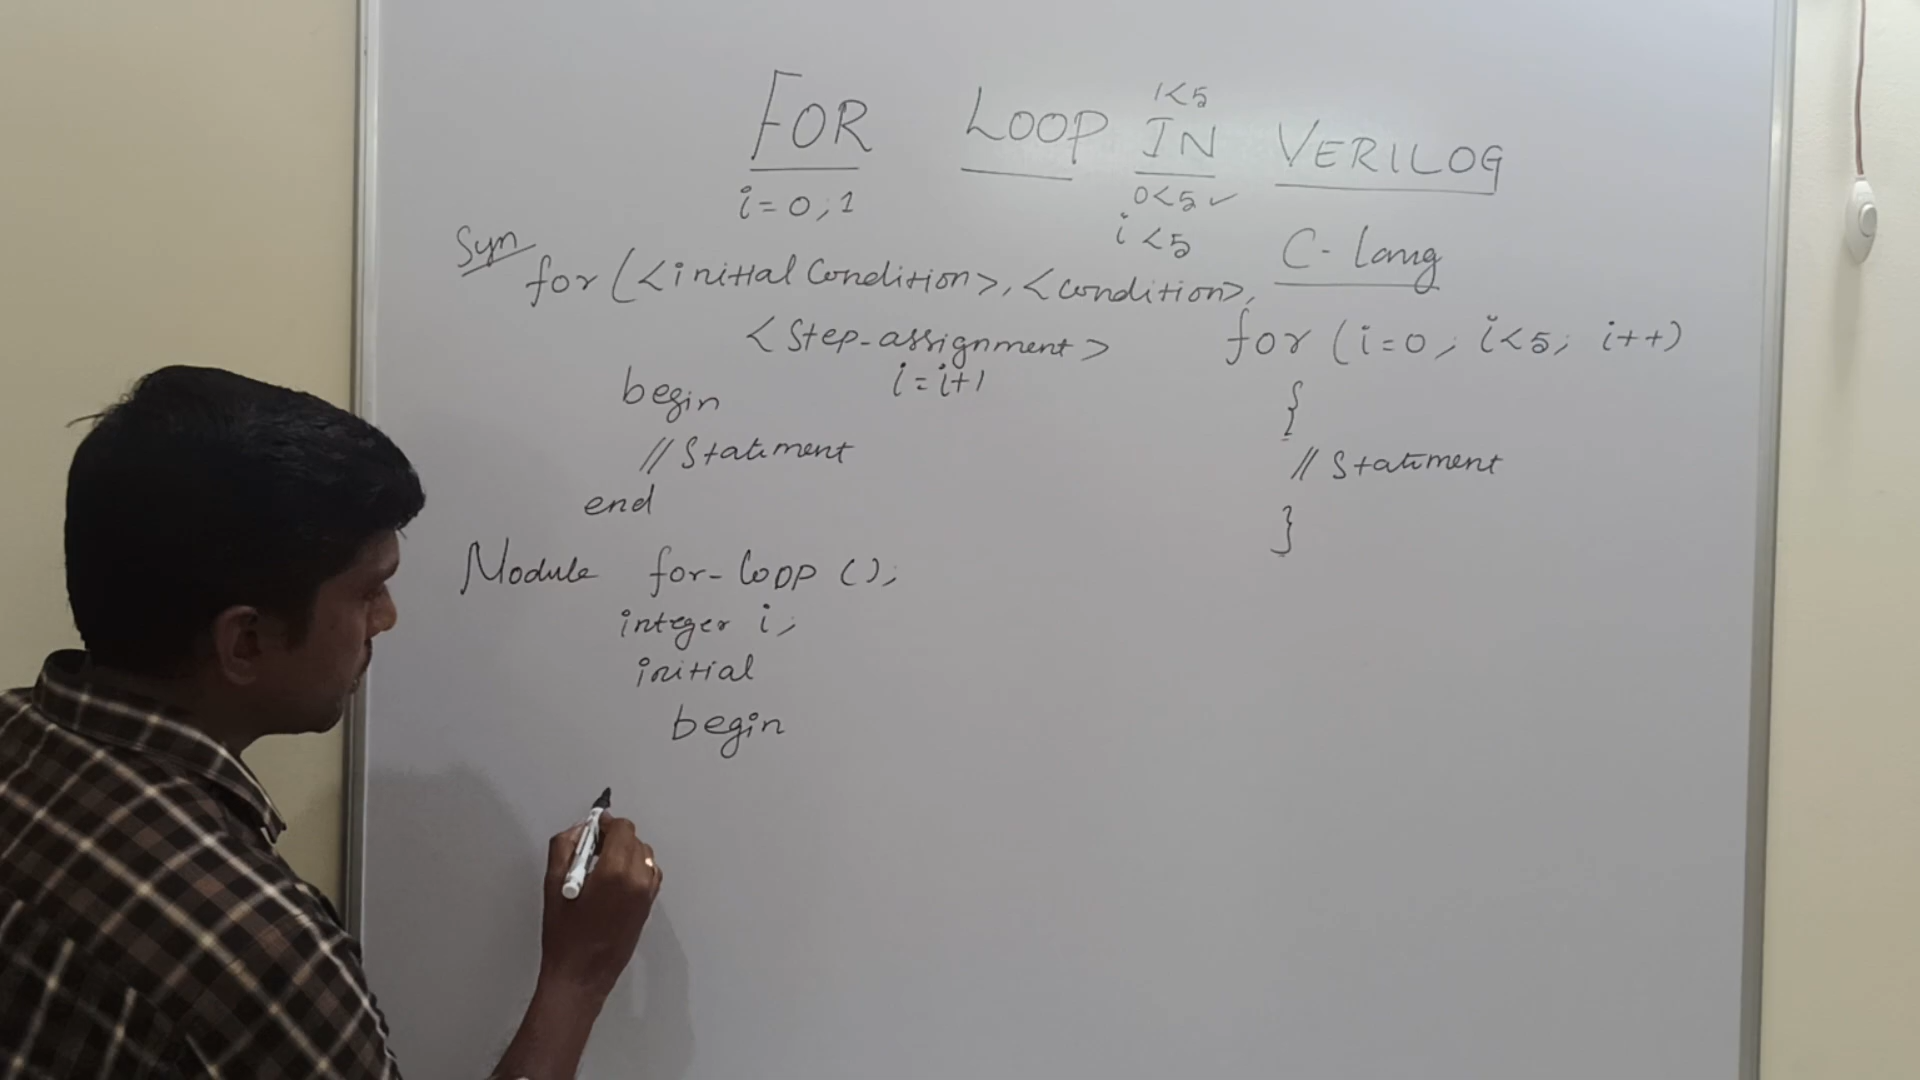 1<5
FOR LOOP IN VERILOG
i=0,1
0<5 ✓
i<5
Syn
for (<initial Condition>, <condition>,
<Step-assignment>
i=i+1
begin
// Statement
end
C-lang
for (i=0; i<5; i++)
{
// Statement
}
Module for-loop ();
integer i;
initial
begin